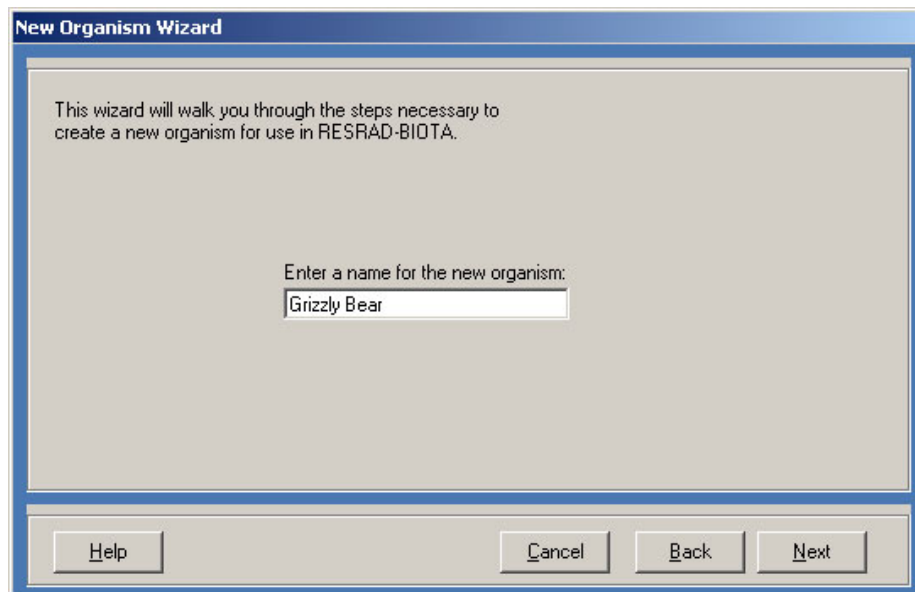 New Organism Wizard
This wizard will walk you through the steps necessary to
create a new organism for use in RESRAD-BIOTA.
Enter a name for the new organism:
Grizzly Bear
Help
Cancel
Back
Next